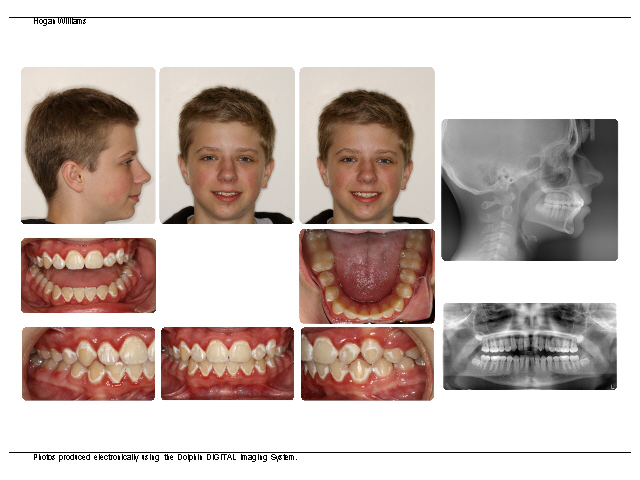 Hogan Williams
Photos produced electronically using the Dolphin DIGITAL Imaging System.